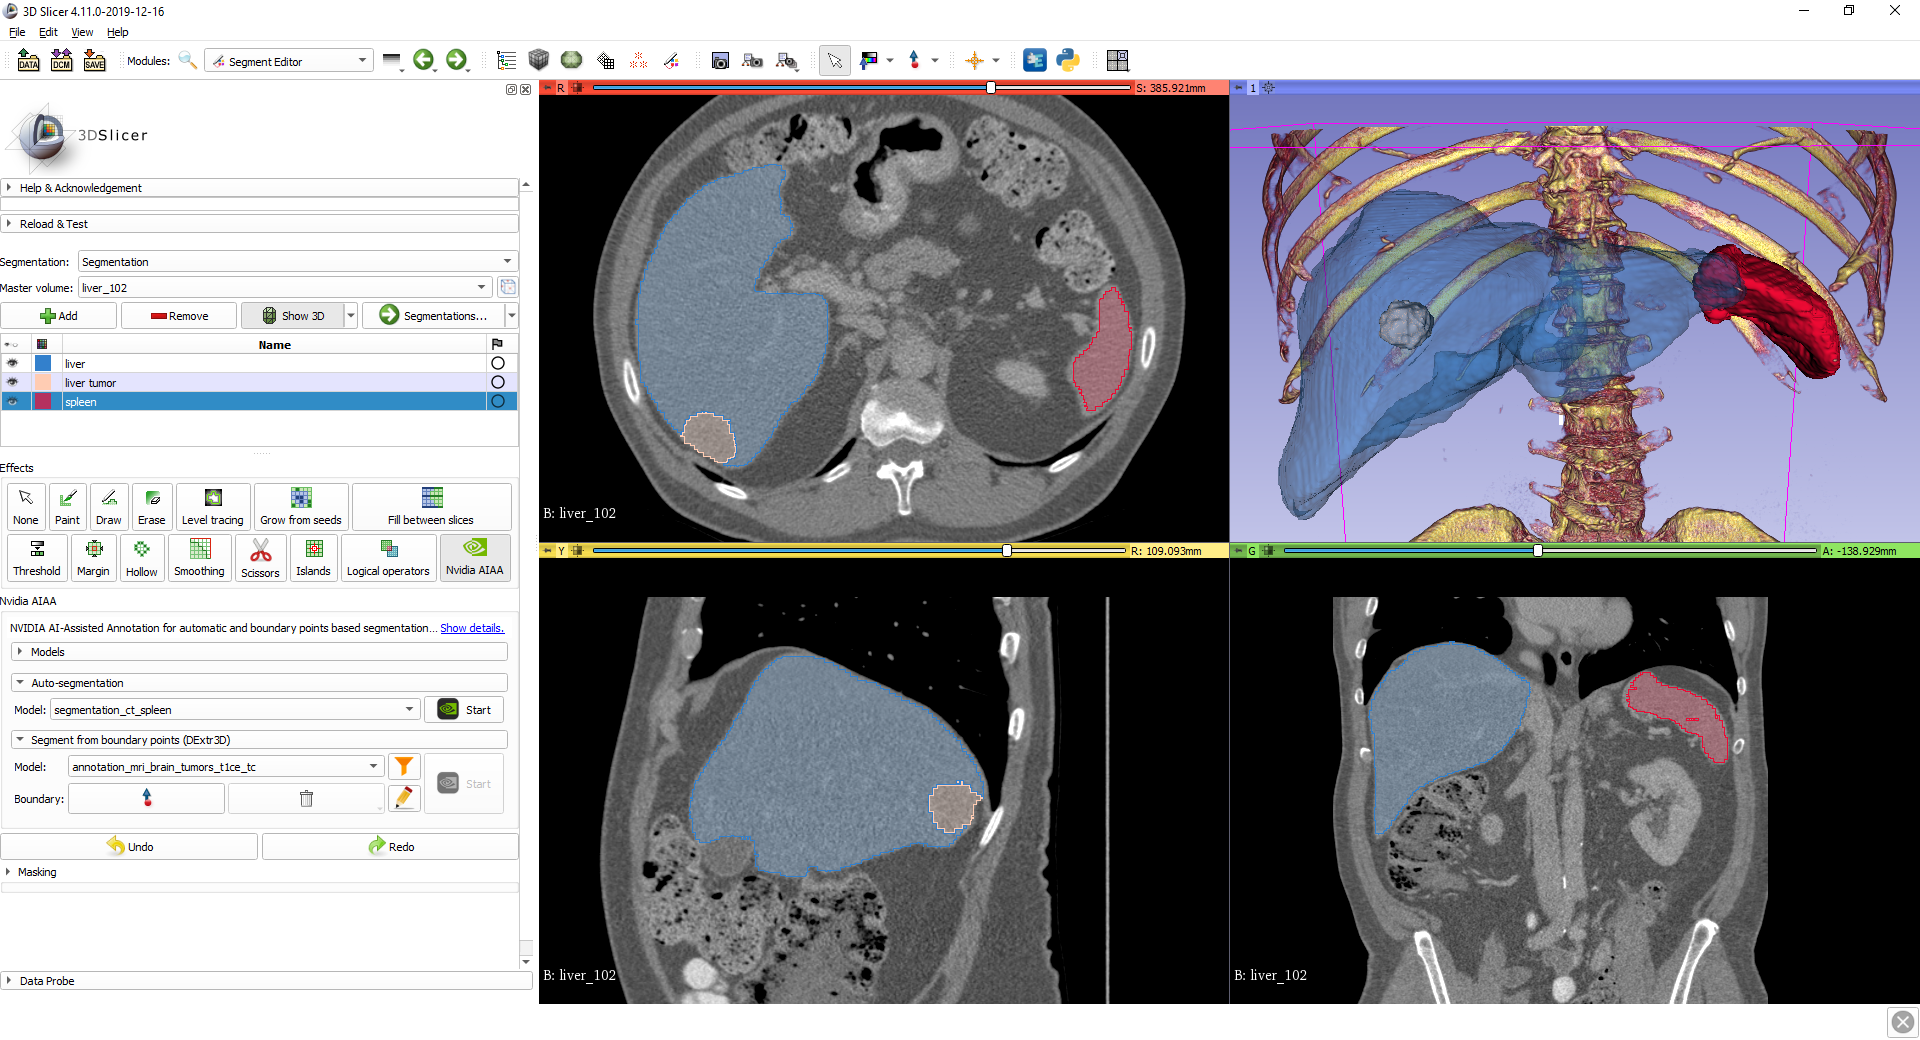 3D Slicer 4.11.0-2019-12-16
File Edit View Help
DATA DCM SAVE Modules: Segment Editor
3DSlicer
Help & Acknowledgement
Reload & Test
Segmentation: Segmentation
Master volume: liver_102
Add Remove Show 3D Segmentations...
Name
liver
liver tumor
spleen
Effects
None Paint Draw Erase Level tracing Grow from seeds Fill between slices
Threshold Margin Hollow Smoothing Scissors Islands Logical operators Nvidia AIAA
Nvidia AIAA
NVIDIA AI-Assisted Annotation for automatic and boundary points based segmentation... Show details.
Models
Auto-segmentation
Model: segmentation_ct_spleen Start
Segment from boundary points (DExtr3D)
Model: annotation_mri_brain_tumors_t1ce_tc
Start
Boundary:
Undo Redo
Masking
Data Probe
R S: 385.921mm
B: liver_102
1
Y R: 109.093mm
B: liver_102
G A: -138.929mm
B: liver_102